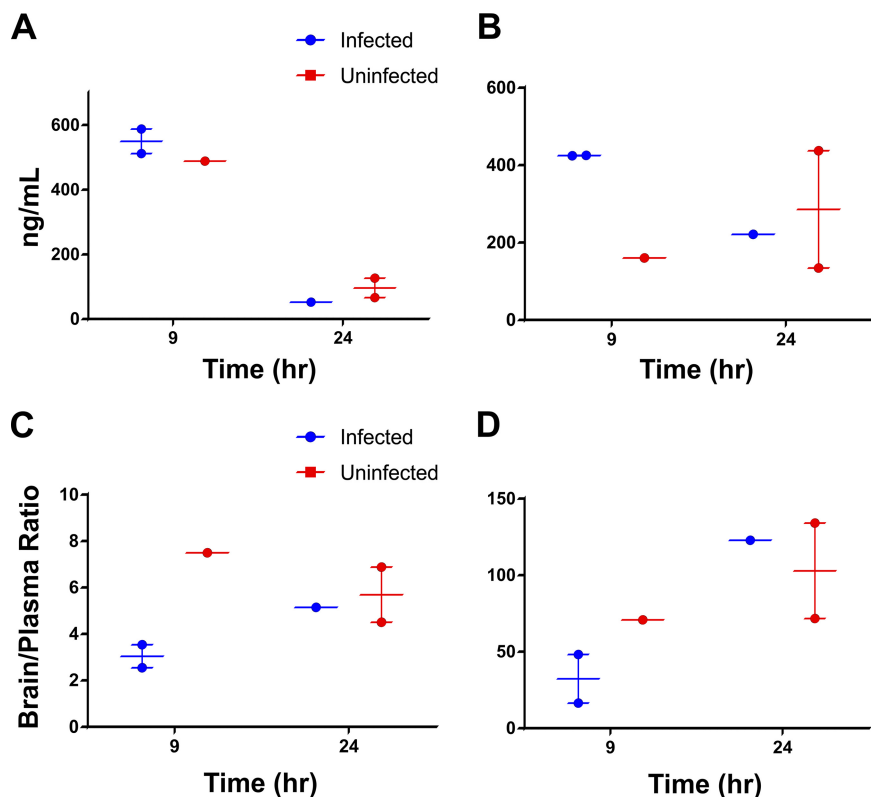 A
Infected
Uninfected
ng/mL
600
400
200
0
9
24
Time (hr)
B
600
400
200
0
9
24
Time (hr)
C
Infected
Uninfected
Brain/Plasma Ratio
10
8
6
4
2
0
9
24
Time (hr)
D
150
100
50
0
9
24
Time (hr)